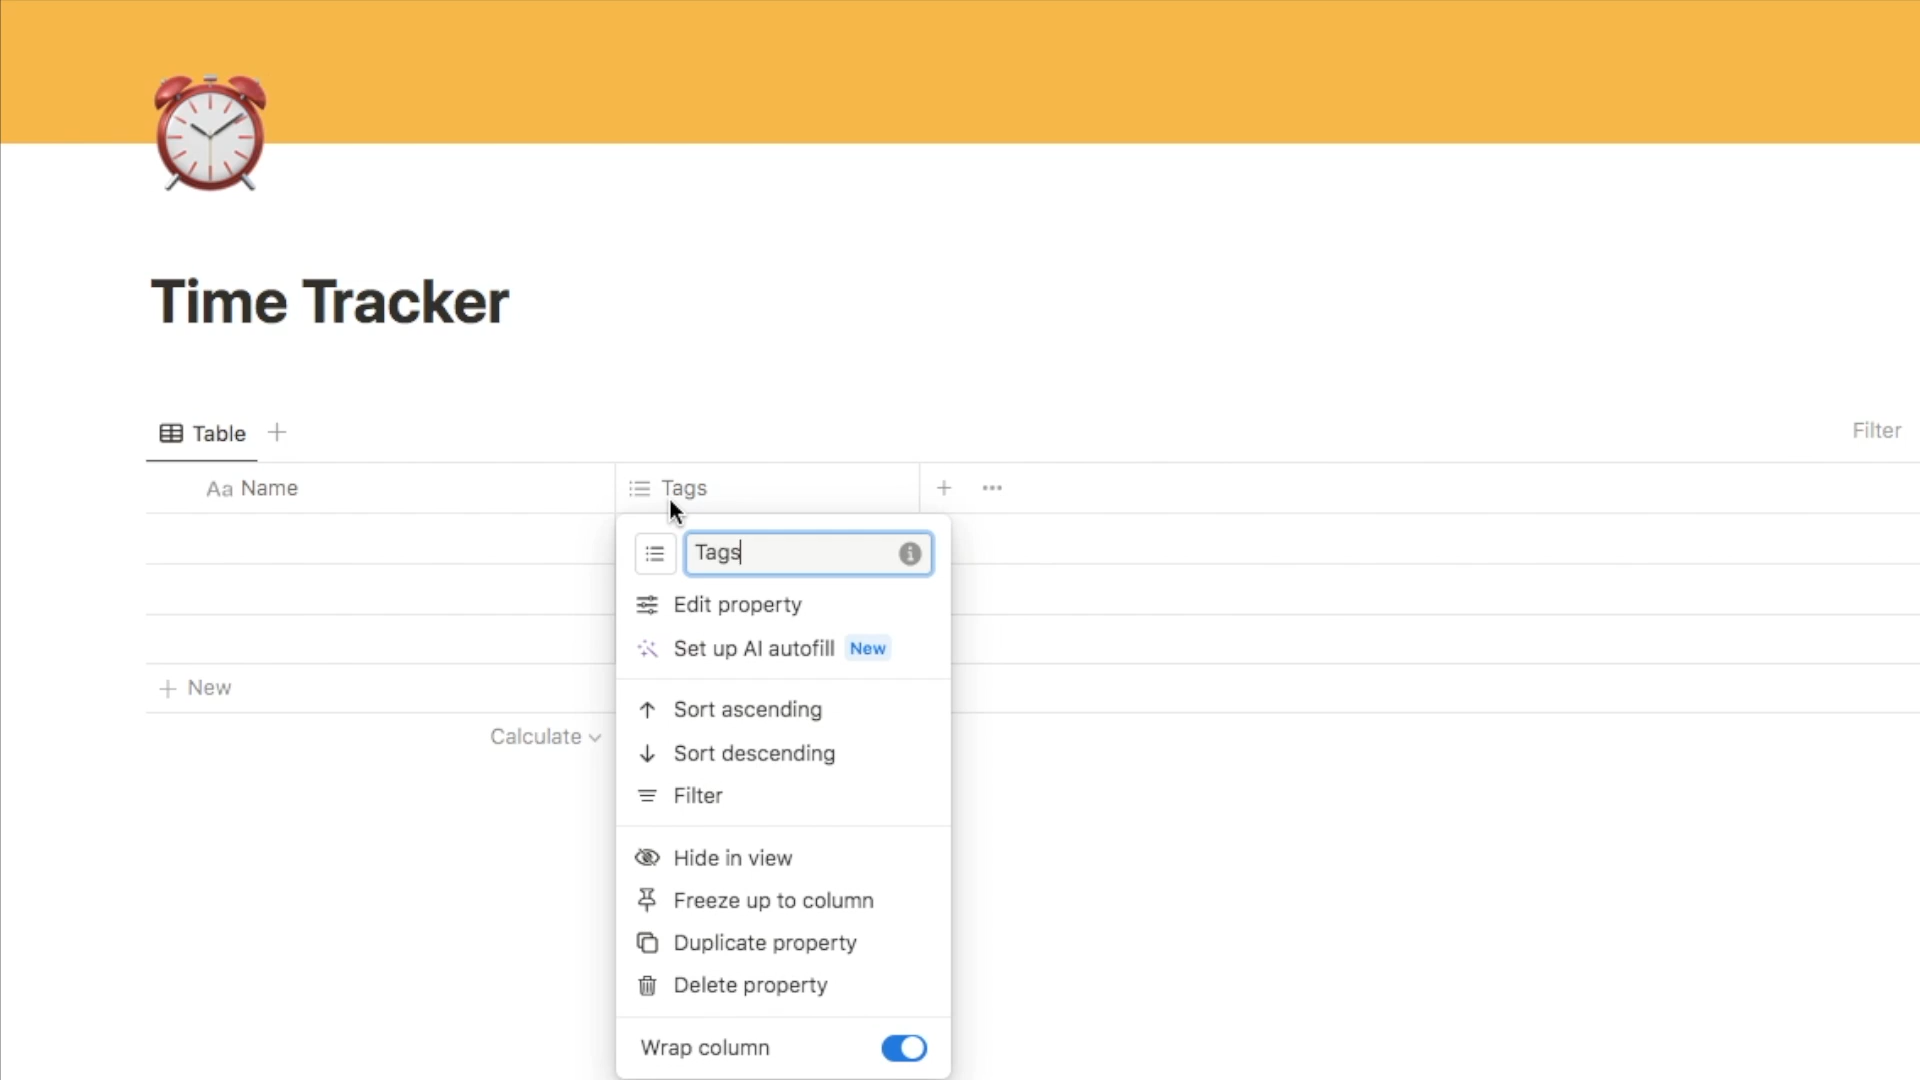 Time Tracker
Table
Filter
Aa Name
Tags
Tags
Edit property
Set up AI autofill New
New
Sort ascending
Calculate
Sort descending
Filter
Hide in view
Freeze up to column
Duplicate property
Delete property
Wrap column